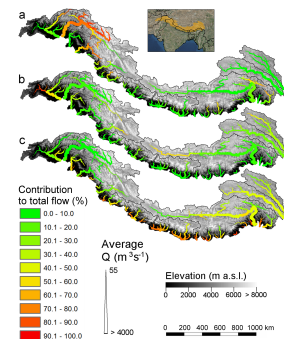 a
b
c
Contribution
to total flow (%)
0.0 - 10.0
10.1 - 20.0
20.1 - 30.0
30.1 - 40.0
40.1 - 50.0
50.1 - 60.0
60.1 - 70.0
70.1 - 80.0
80.1 - 90.0
90.1 - 100.0
Average
Q (m³s⁻¹)
55
> 4000
Elevation (m a.s.l.)
0 2000 4000 6000 > 8000
0 200 400 600 800 1000 km